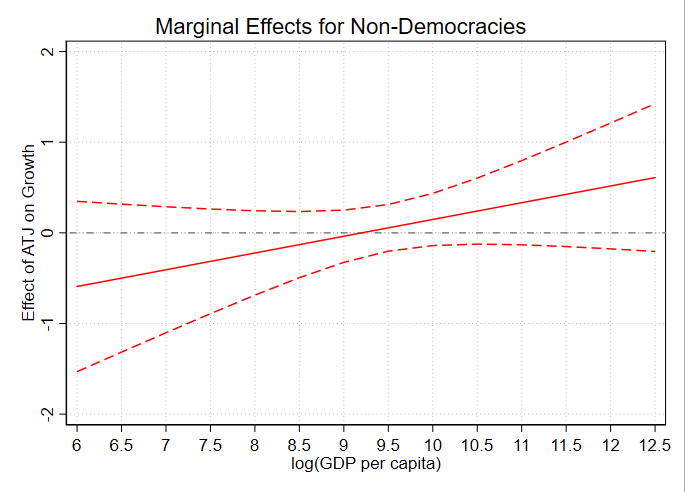 Marginal Effects for Non-Democracies
Effect of ATJ on Growth
2
1
0
-1
-2
6 6.5 7 7.5 8 8.5 9 9.5 10 10.5 11 11.5 12 12.5
log(GDP per capita)